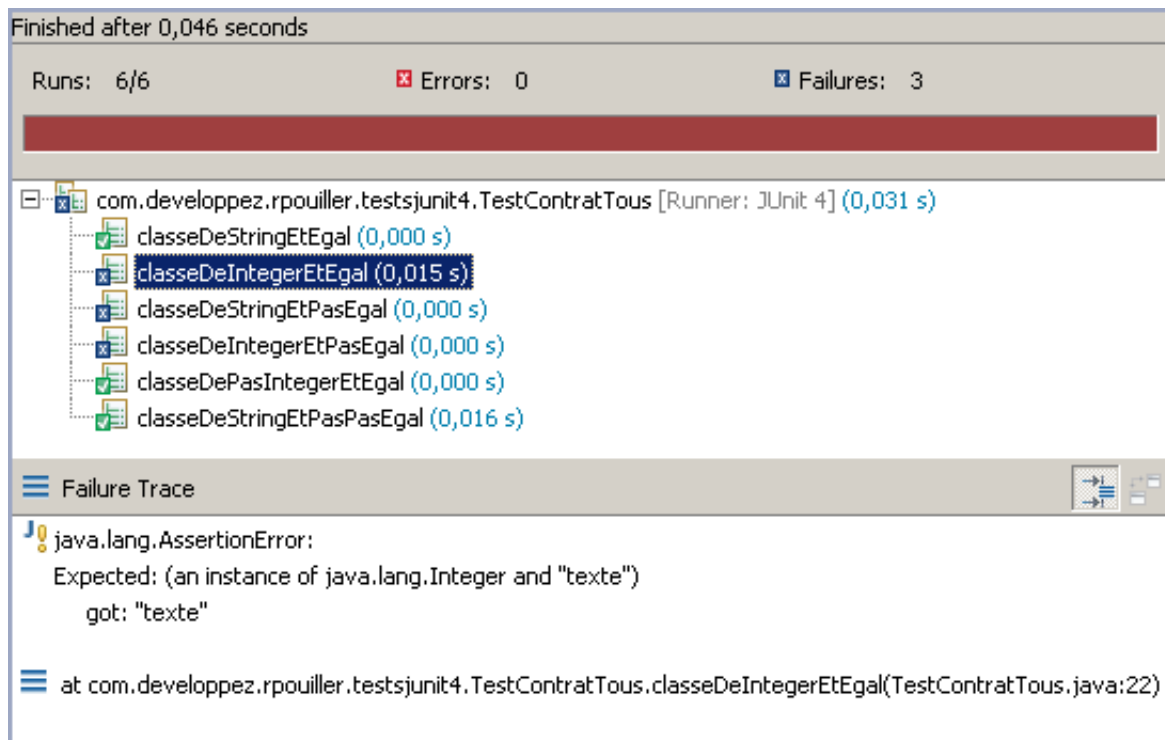 Finished after 0,046 seconds
Runs: 6/6 Errors: 0 Failures: 3
com.developpez.rpouiller.testsjunit4.TestContratTous [Runner: JUnit 4] (0,031 s)
classeDeStringEtEgal (0,000 s)
classeDeIntegerEtEgal (0,015 s)
classeDeStringEtPasEgal (0,000 s)
classeDeIntegerEtPasEgal (0,000 s)
classeDePasIntegerEtEgal (0,000 s)
classeDeStringEtPasPasEgal (0,016 s)
Failure Trace
java.lang.AssertionError:
Expected: (an instance of java.lang.Integer and "texte")
got: "texte"
at com.developpez.rpouiller.testsjunit4.TestContratTous.classeDeIntegerEtEgal(TestContratTous.java:22)